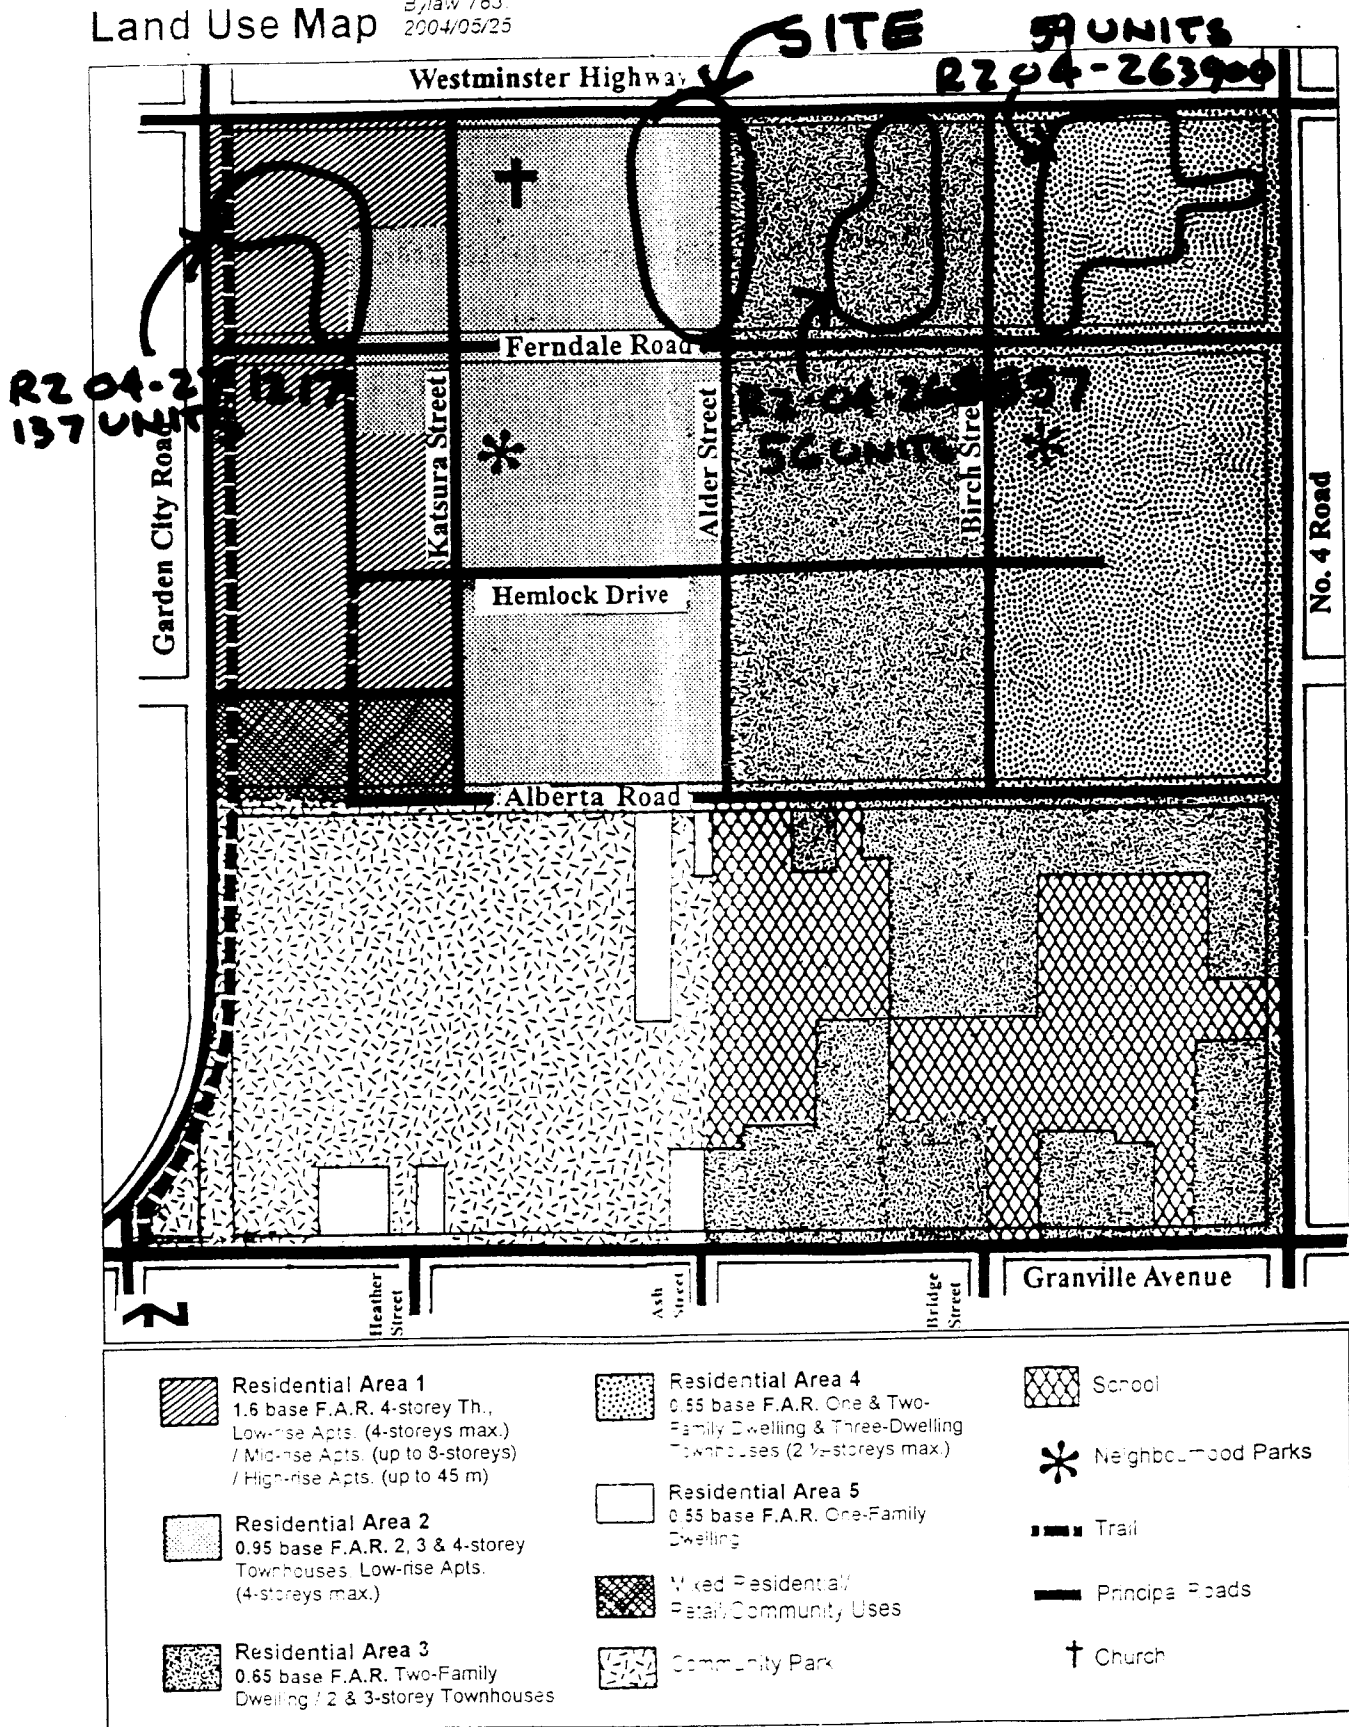 Land Use Map
2004/05/25
SITE
59 UNITS
RZ 04-263900
Westminster Highway
Ferndale Road
137 UNITS
56 UNITS
Garden City Road
Katsura Street
Alder Street
Birch Street
No. 4 Road
Hemlock Drive
Alberta Road
Heather Street
Ash Street
Bridge Street
Granville Avenue
Residential Area 1
1.6 base F.A.R. 4-storey Th.,
Low-rise Apts. (4-storeys max.)
/ Mid-rise Apts. (up to 8-storeys)
/ High-rise Apts. (up to 45 m)
Residential Area 2
0.95 base F.A.R. 2, 3 & 4-storey
Townhouses, Low-rise Apts.
(4-storeys max.)
Residential Area 3
0.65 base F.A.R. Two-Family
Dwelling / 2 & 3-storey Townhouses
Residential Area 4
0.55 base F.A.R. One & Two-
Family Dwelling & Three-Dwelling
Townhouses (2 ½-storeys max.)
Residential Area 5
0.55 base F.A.R. One-Family
Dwelling
Mixed Residential/
Retail/Community Uses
Community Park
School
Neighbourhood Parks
Trail
Principal Roads
Church